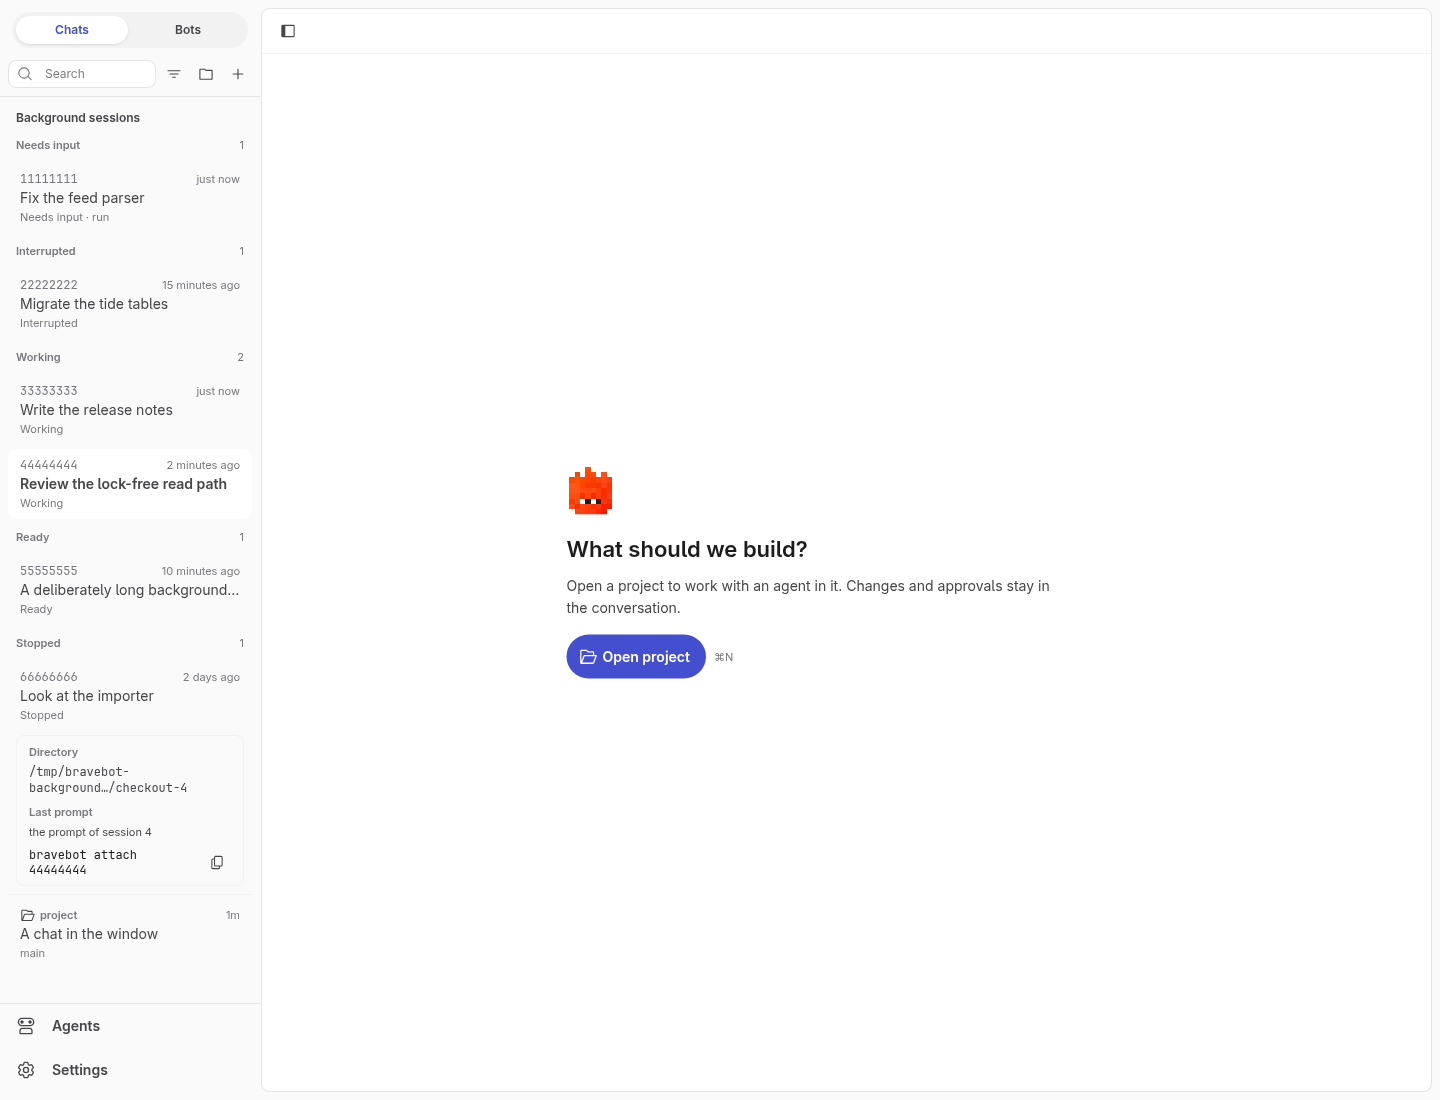 Chats
Bots
Search
Background sessions
Needs input 1
11111111 just now
Fix the feed parser
Needs input · run
Interrupted 1
22222222 15 minutes ago
Migrate the tide tables
Interrupted
Working 2
33333333 just now
Write the release notes
Working
44444444 2 minutes ago
Review the lock-free read path
Working
Ready 1
55555555 10 minutes ago
A deliberately long background...
Ready
Stopped 1
66666666 2 days ago
Look at the importer
Stopped
Directory
/tmp/bravebot-
background…/checkout-4
Last prompt
the prompt of session 4
bravebot attach
44444444
project 1m
A chat in the window
main
Agents
Settings
What should we build?
Open a project to work with an agent in it. Changes and approvals stay in
the conversation.
Open project ⌘N